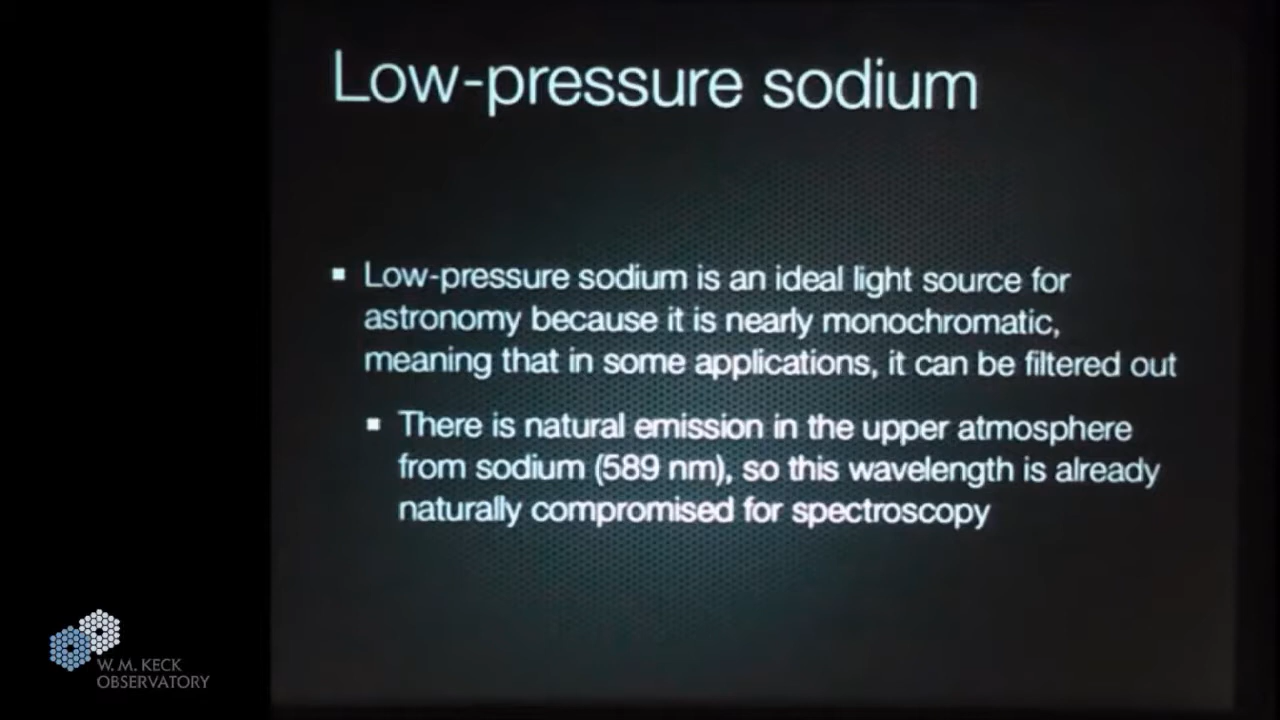 Low-pressure sodium
▪ Low-pressure sodium is an ideal light source for
astronomy because it is nearly monochromatic,
meaning that in some applications, it can be filtered out
▪ There is natural emission in the upper atmosphere
from sodium (589 nm), so this wavelength is already
naturally compromised for spectroscopy
W. M. KECK
OBSERVATORY